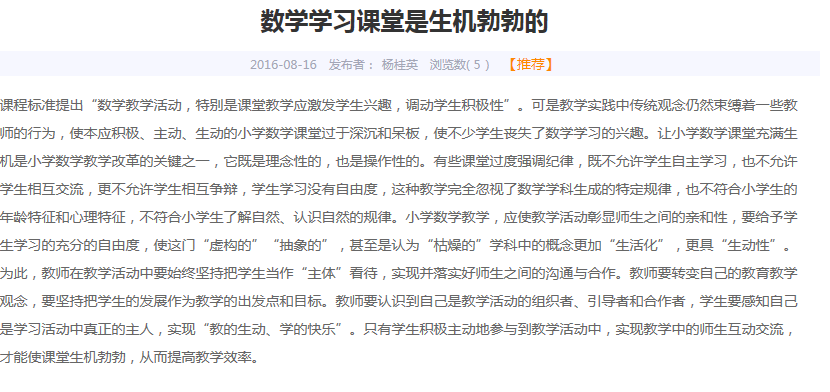 数学学习课堂是生机勃勃的
2016-08-16 发布者： 杨桂英 浏览数( 5 ) 【推荐】
课程标准提出“数学教学活动，特别是课堂教学应激发学生兴趣，调动学生积极性”。可是教学实践中传统观念仍然束缚着一些教
师的行为，使本应积极、主动、生动的小学数学课堂过于深沉和呆板，使不少学生丧失了数学学习的兴趣。让小学数学课堂充满生
机是小学数学教学改革的关键之一，它既是理念性的，也是操作性的。有些课堂过度强调纪律，既不允许学生自主学习，也不允许
学生相互交流，更不允许学生相互争辩，学生学习没有自由度，这种教学完全忽视了数学学科生成的特定规律，也不符合小学生的
年龄特征和心理特征，不符合小学生了解自然、认识自然的规律。小学数学教学，应使教学活动彰显师生之间的亲和性，要给予学
生学习的充分的自由度，使这门“虚构的”“抽象的”，甚至是认为“枯燥的”学科中的概念更加“生活化”，更具“生动性”。
为此，教师在教学活动中要始终坚持把学生当作“主体”看待，实现并落实好师生之间的沟通与合作。教师要转变自己的教育教学
观念，要坚持把学生的发展作为教学的出发点和目标。教师要认识到自己是教学活动的组织者、引导者和合作者，学生要感知自己
是学习活动中真正的主人，实现“教的生动、学的快乐”。只有学生积极主动地参与到教学活动中，实现教学中的师生互动交流，
才能使课堂生机勃勃，从而提高教学效率。